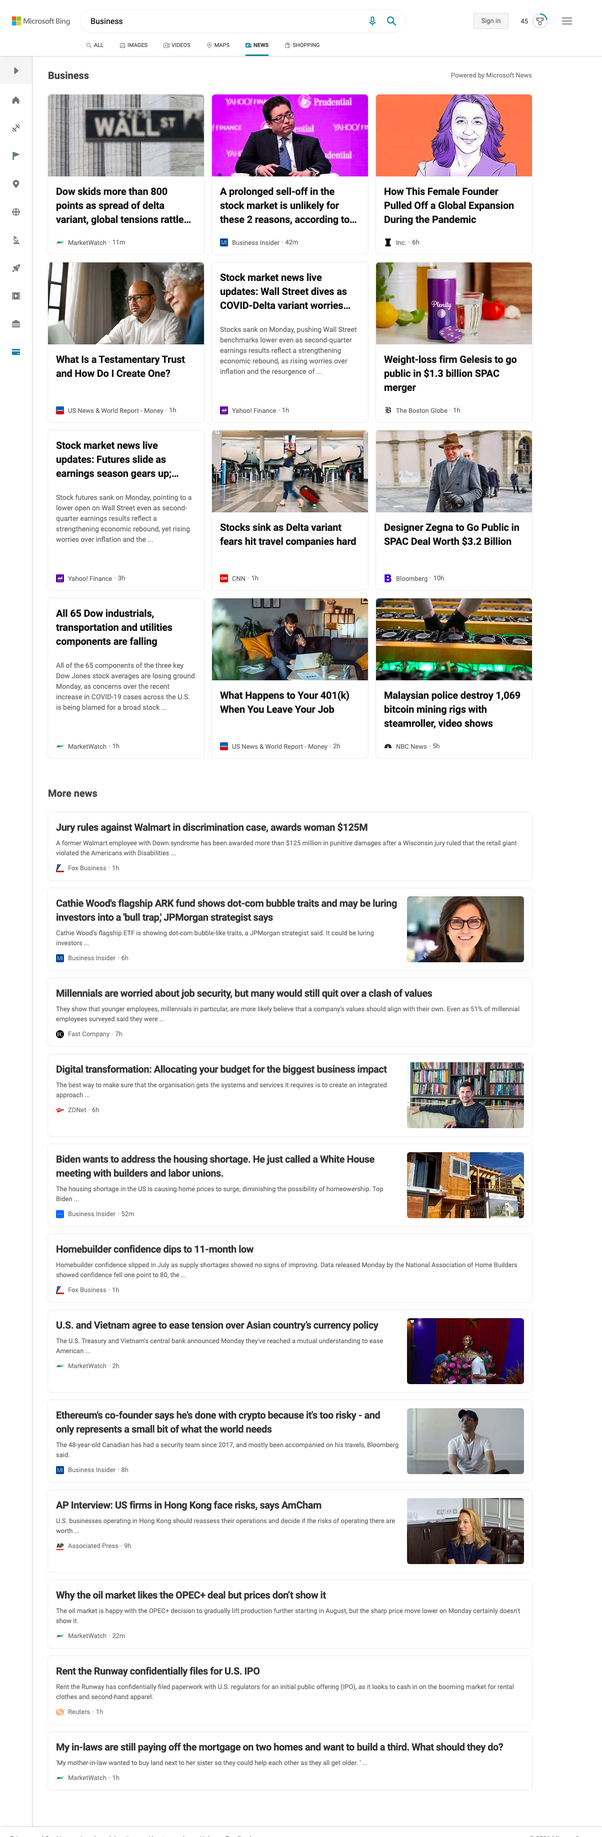 Microsoft Bing
Business
Sign in
45
ALL
IMAGES
VIDEOS
MAPS
NEWS
SHOPPING
Business
Powered by Microsoft News
WALL ST
Dow skids more than 800
points as spread of delta
variant, global tensions rattle...
MarketWatch · 11m
YAHOO!
FINANCE
Prudential
A prolonged sell-off in the
stock market is unlikely for
these 2 reasons, according to...
Business Insider · 42m
How This Female Founder
Pulled Off a Global Expansion
During the Pandemic
Inc. · 6h
What Is a Testamentary Trust
and How Do I Create One?
US News & World Report - Money · 1h
Stock market news live
updates: Wall Street dives as
COVID-Delta variant worries...
Stocks sank on Monday, pushing Wall Street
benchmarks lower even as second-quarter
earnings results reflect a strengthening
economic rebound, as rising worries over
inflation and the resurgence of ...
Yahoo! Finance · 1h
Plenity
Weight-loss firm Gelesis to go
public in $1.3 billion SPAC
merger
The Boston Globe · 1h
Stock market news live
updates: Futures slide as
earnings season gears up;...
Stock futures sank on Monday, pointing to a
lower open on Wall Street even as second-
quarter earnings results reflect a
strengthening economic rebound, yet rising
worries over inflation and the ...
Yahoo! Finance · 3h
Stocks sink as Delta variant
fears hit travel companies hard
CNN · 1h
Designer Zegna to Go Public in
SPAC Deal Worth $3.2 Billion
Bloomberg · 10h
All 65 Dow industrials,
transportation and utilities
components are falling
All of the 65 components of the three key
Dow Jones stock averages are losing ground
Monday, as concerns over the recent
increase in COVID-19 cases across the U.S.
is being blamed for a broad stock ...
MarketWatch · 1h
What Happens to Your 401(k)
When You Leave Your Job
US News & World Report - Money · 2h
Malaysian police destroy 1,069
bitcoin mining rigs with
steamroller, video shows
NBC News · 5h
More news
Jury rules against Walmart in discrimination case, awards woman $125M
A former Walmart employee with Down syndrome has been awarded more than $125 million in punitive damages after a Wisconsin jury ruled that the retail giant
violated the Americans with Disabilities ...
Fox Business · 1h
Cathie Wood's flagship ARK fund shows dot-com bubble traits and may be luring
investors into a 'bull trap,' JPMorgan strategist says
Cathie Wood's flagship ETF is showing dot-com bubble-like traits, a JPMorgan strategist said. It could be luring
investors ...
Business Insider · 6h
Millennials are worried about job security, but many would still quit over a clash of values
They show that younger employees, millennials in particular, are more likely believe that a company's values should align with their own. Even as 51% of millennial
employees surveyed said they were ...
Fast Company · 7h
Digital transformation: Allocating your budget for the biggest business impact
The best way to make sure that the organisation gets the systems and services it requires is to create an integrated
approach ...
ZDNet · 6h
Biden wants to address the housing shortage. He just called a White House
meeting with builders and labor unions.
The housing shortage in the US is causing home prices to surge, diminishing the possibility of homeownership. Top
Biden ...
Business Insider · 52m
Homebuilder confidence dips to 11-month low
Homebuilder confidence slipped in July as supply shortages showed no signs of improving. Data released Monday by the National Association of Home Builders
showed confidence fell one point to 80, the ...
Fox Business · 1h
U.S. and Vietnam agree to ease tension over Asian country's currency policy
The U.S. Treasury and Vietnam's central bank announced Monday they've reached a mutual understanding to ease
American ...
MarketWatch · 2h
Ethereum's co-founder says he's done with crypto because it's too risky - and
only represents a small bit of what the world needs
The 48-year-old Canadian has had a security team since 2017, and mostly been accompanied on his travels, Bloomberg
said.
Business Insider · 8h
AP Interview: US firms in Hong Kong face risks, says AmCham
U.S. businesses operating in Hong Kong should reassess their operations and decide if the risks of operating there are
worth ...
AP
Associated Press · 9h
Why the oil market likes the OPEC+ deal but prices don't show it
The oil market is happy with the OPEC+ decision to gradually lift production further starting in August, but the sharp price move lower on Monday certainly doesn't
show it.
MarketWatch · 22m
Rent the Runway confidentially files for U.S. IPO
Rent the Runway has confidentially filed paperwork with U.S. regulators for an initial public offering (IPO), as it looks to cash in on the booming market for rental
clothes and second-hand apparel.
Reuters · 1h
My in-laws are still paying off the mortgage on two homes and want to build a third. What should they do?
'My mother-in-law wanted to buy land next to her sister so they could help each other as they all get older. ' ...
MarketWatch · 1h